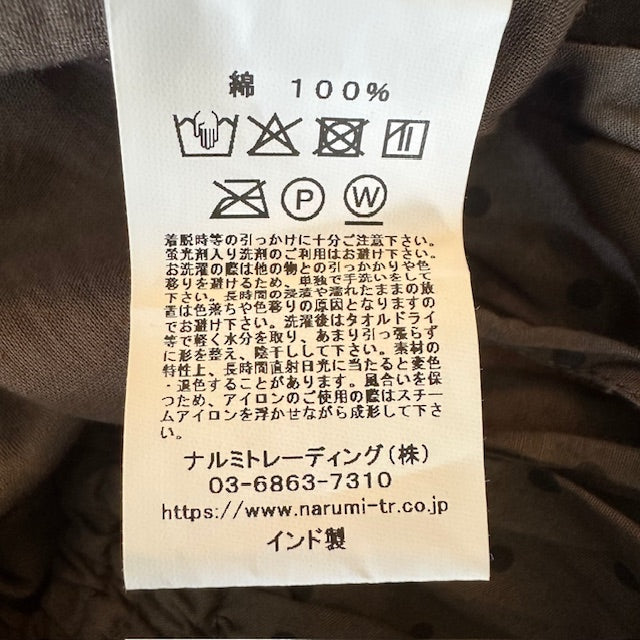 綿 100%
P W
着脱時等の引っかけに十分ご注意下さい。
蛍光剤入り洗剤のご利用はお避け下さい。
お洗濯の際は他の物との引っかかりや色
移りを避けるため、単独で手洗いをして
下さい。長時間の浸漬や濡れたままの放
置は色落ちや色移りの原因となりますの
でお避け下さい。洗濯後はタオルドライ
等で軽く水分を取り、あまり引っ張らず
に形を整え、陰干しして下さい。素材の
特性上、長時間直射日光に当たると変色
・退色することがあります。風合いを保
つため、アイロンのご使用の際はスチー
ムアイロンを浮かせながら成形して下さ
い。
ナルミトレーディング(株)
03-6863-7310
https://www.narumi-tr.co.jp
インド製